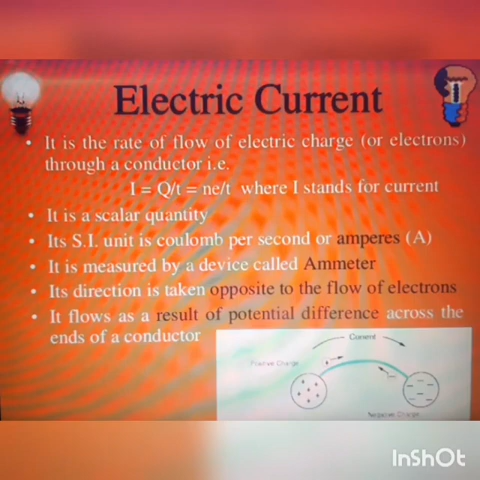 Electric Current
• It is the rate of flow of electric charge (or electrons)
through a conductor i.e.
I = Q/t = ne/t where I stands for current
• It is a scalar quantity
• Its S.I. unit is coulomb per second or amperes (A)
• It is measured by a device called Ammeter
• Its direction is taken opposite to the flow of electrons
• It flows as a result of potential difference across the
ends of a conductor
Current
Positive Charge
Negative Charge
InShOt